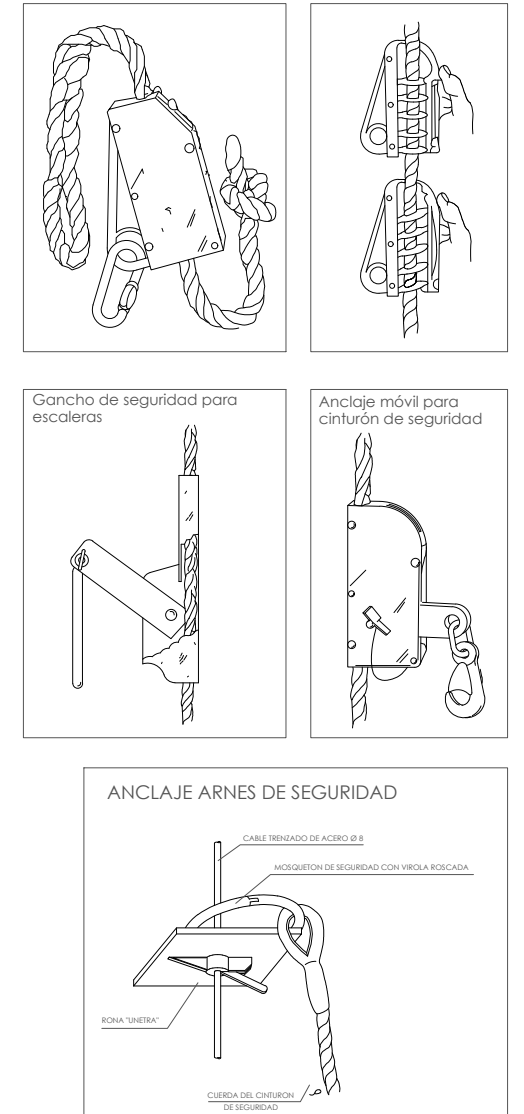 Gancho de seguridad para
escaleras
Anclaje móvil para
cinturón de seguridad
ANCLAJE ARNES DE SEGURIDAD
CABLE TRENZADO DE ACERO Ø 8
MOSQUETON DE SEGURIDAD CON VIROLA ROSCADA
RONA "UNETRA"
CUERDA DEL CINTURON
DE SEGURIDAD